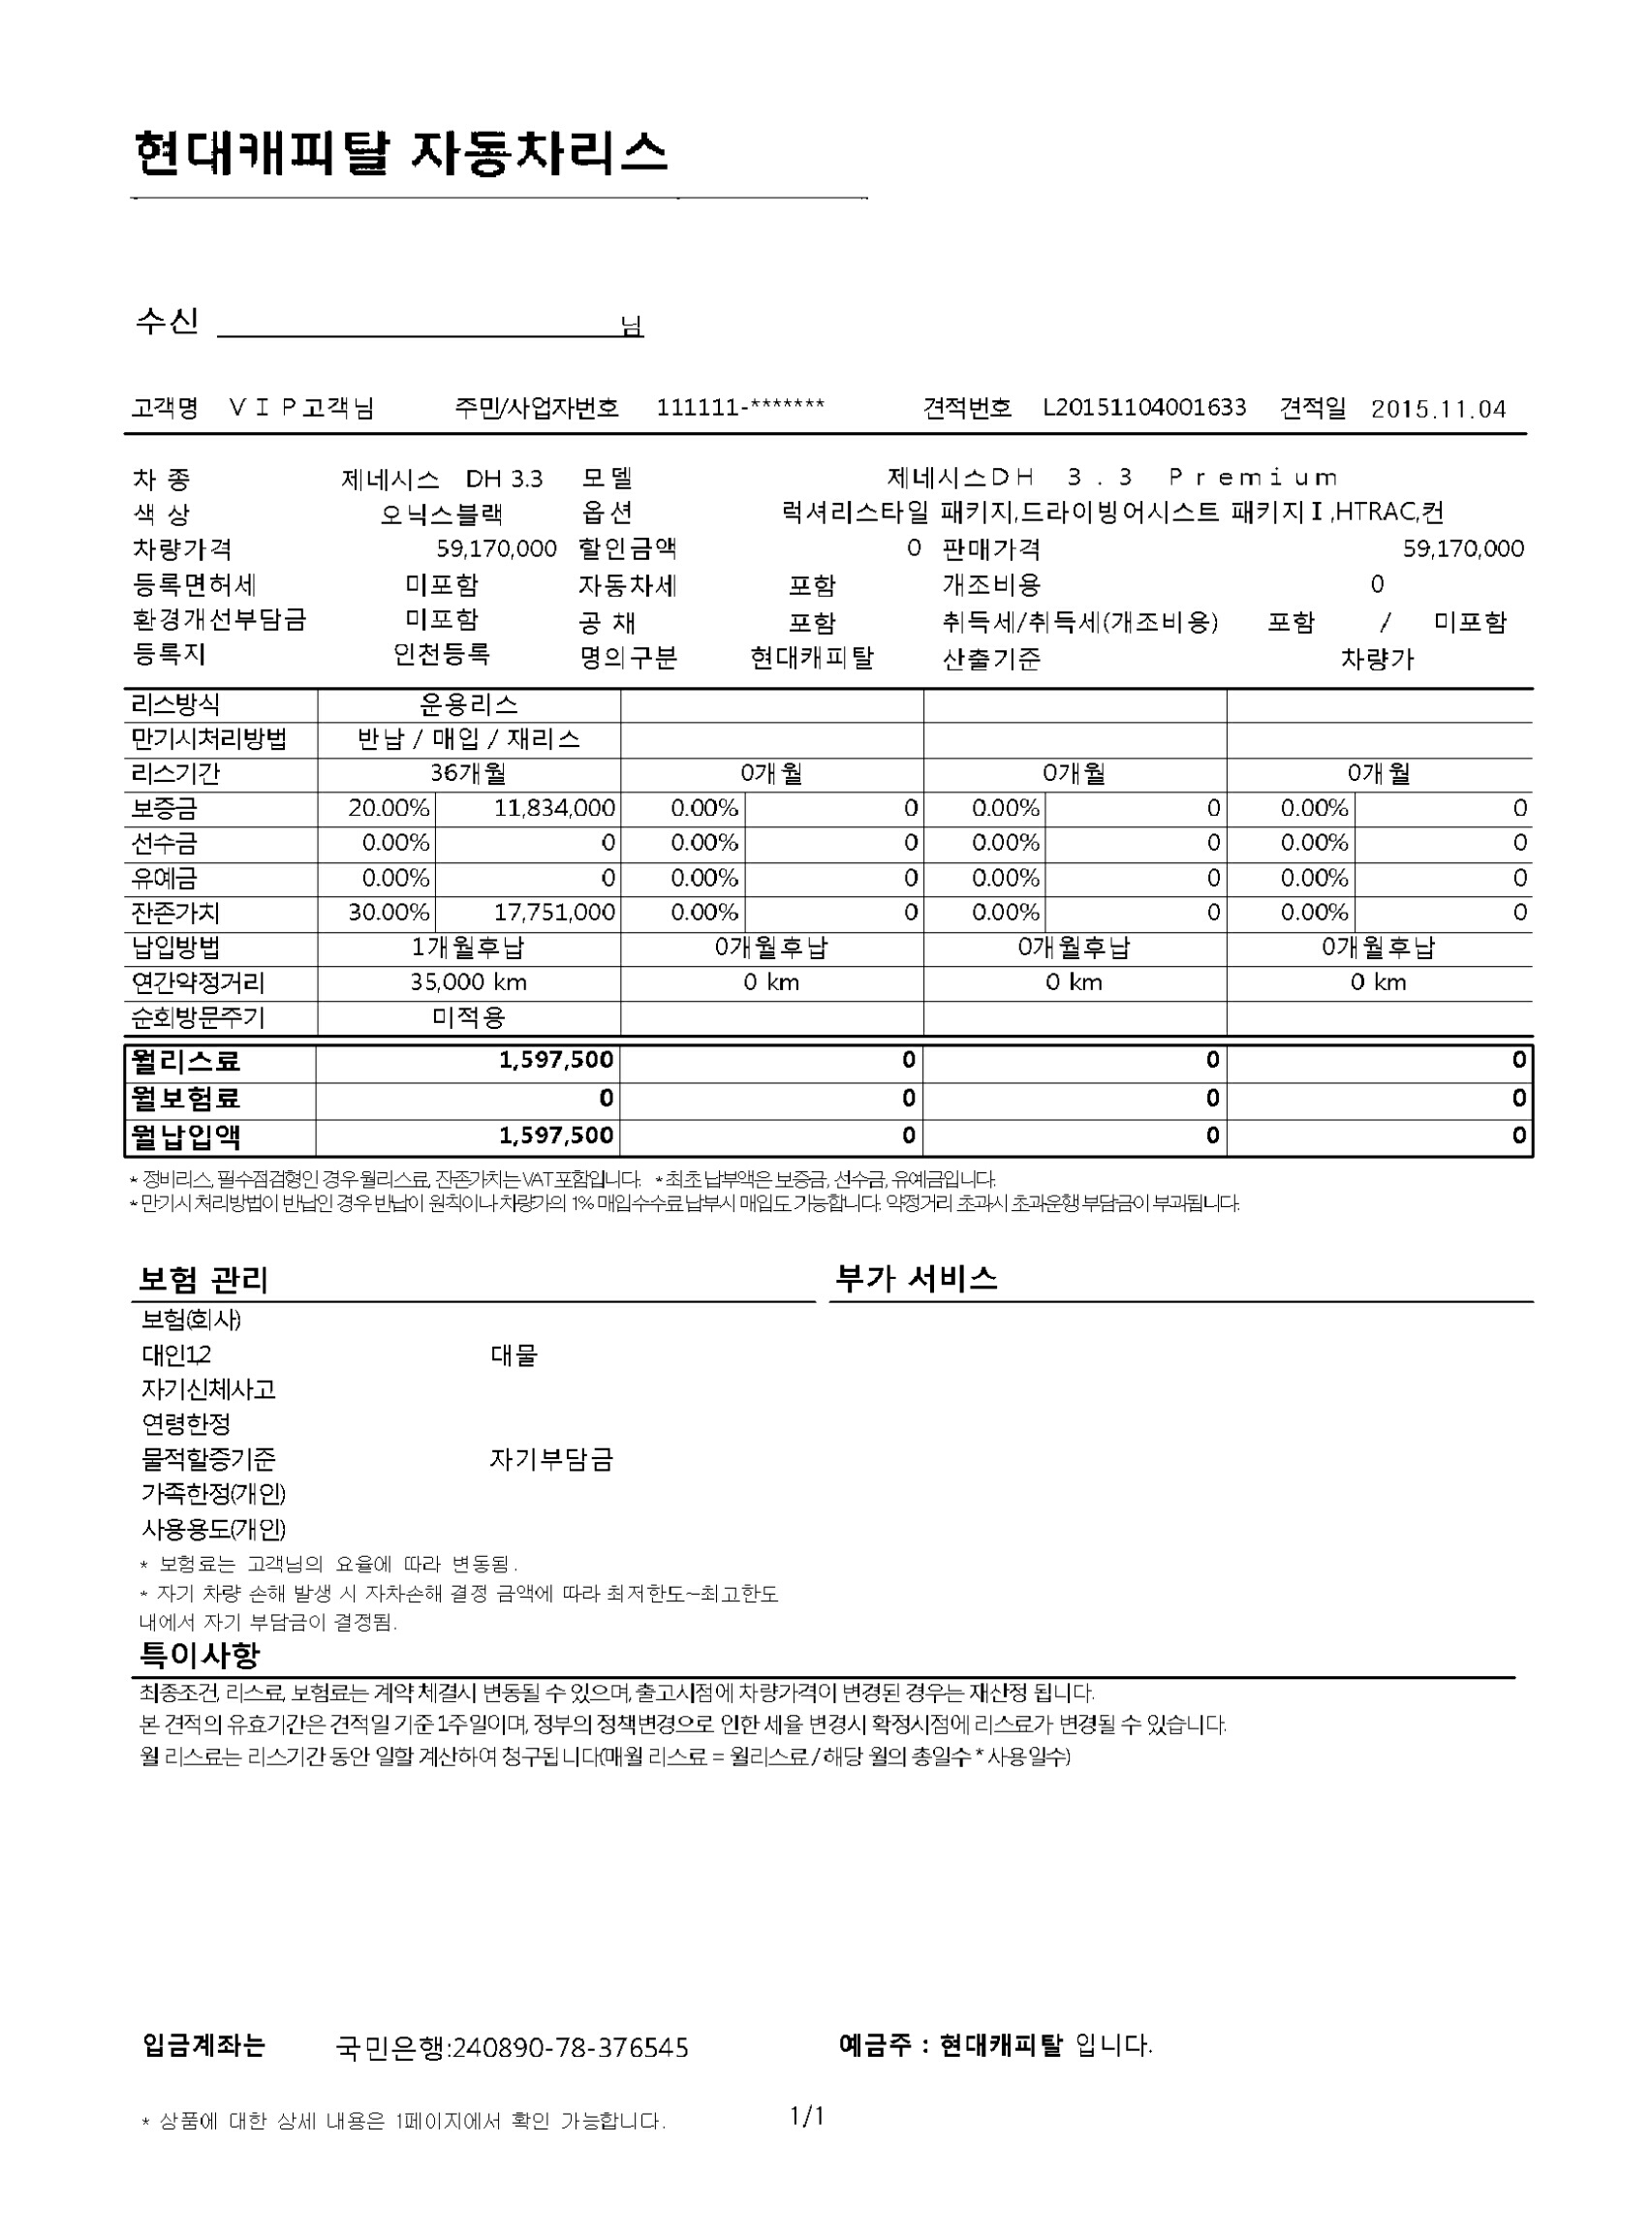 현대캐피탈 자동차리스
수신 님
고객명 VIP고객님 주민/사업자번호 111111-******* 견적번호 L20151104001633 견적일 2015.11.04
차 종 제네시스 DH 3.3 모 델 제네시스DH 3.3 Premium
색 상 오닉스블랙 옵 션 럭셔리스타일 패키지,드라이빙어시스트 패키지Ⅰ,HTRAC,컨
차량가격 59,170,000 할인금액 0 판매가격 59,170,000
등록면허세 미포함 자동차세 포함 개조비용 0
환경개선부담금 미포함 공 채 포함 취득세/취득세(개조비용) 포함 / 미포함
등록지 인천등록 명의구분 현대캐피탈 산출기준 차량가
리스방식 운용리스
만기시처리방법 반납 / 매입 / 재리스
리스기간 36개월 0개월 0개월 0개월
보증금 20.00% 11,834,000 0.00% 0 0.00% 0 0.00% 0
선수금 0.00% 0 0.00% 0 0.00% 0 0.00% 0
유예금 0.00% 0 0.00% 0 0.00% 0 0.00% 0
잔존가치 30.00% 17,751,000 0.00% 0 0.00% 0 0.00% 0
납입방법 1개월후납 0개월후납 0개월후납 0개월후납
연간약정거리 35,000 km 0 km 0 km 0 km
순회방문주기 미적용
월리스료 1,597,500 0 0 0
월보험료 0 0 0 0
월납입액 1,597,500 0 0 0
* 정비리스, 필수점검형인 경우 월리스료, 잔존가치는 VAT 포함입니다. * 최초 납부액은 보증금, 선수금, 유예금입니다.
* 만기시 처리방법이 반납인 경우 반납이 원칙이나 차량가의 1% 매입수수료 납부시 매입도 가능합니다. 약정거리 초과시 초과운행 부담금이 부과됩니다.
보험 관리 부가 서비스
보험(회사)
대인1,2 대물
자기신체사고
연령한정
물적할증기준 자기부담금
가족한정(개인)
사용용도(개인)
* 보험료는 고객님의 요율에 따라 변동됨.
* 자기 차량 손해 발생 시 자차손해 결정 금액에 따라 최저한도~최고한도
내에서 자기 부담금이 결정됨.
특이사항
최종조건, 리스료, 보험료는 계약 체결시 변동될 수 있으며, 출고시점에 차량가격이 변경된 경우는 재산정 됩니다.
본 견적의 유효기간은 견적일 기준 1주일이며, 정부의 정책변경으로 인한 세율 변경시 확정시점에 리스료가 변경될 수 있습니다.
월 리스료는 리스기간 동안 일할 계산하여 청구됩니다(매월 리스료 = 월리스료 / 해당 월의 총일수 * 사용일수)
입금계좌는 국민은행:240890-78-376545 예금주 : 현대캐피탈 입니다.
* 상품에 대한 상세 내용은 1페이지에서 확인 가능합니다. 1/1